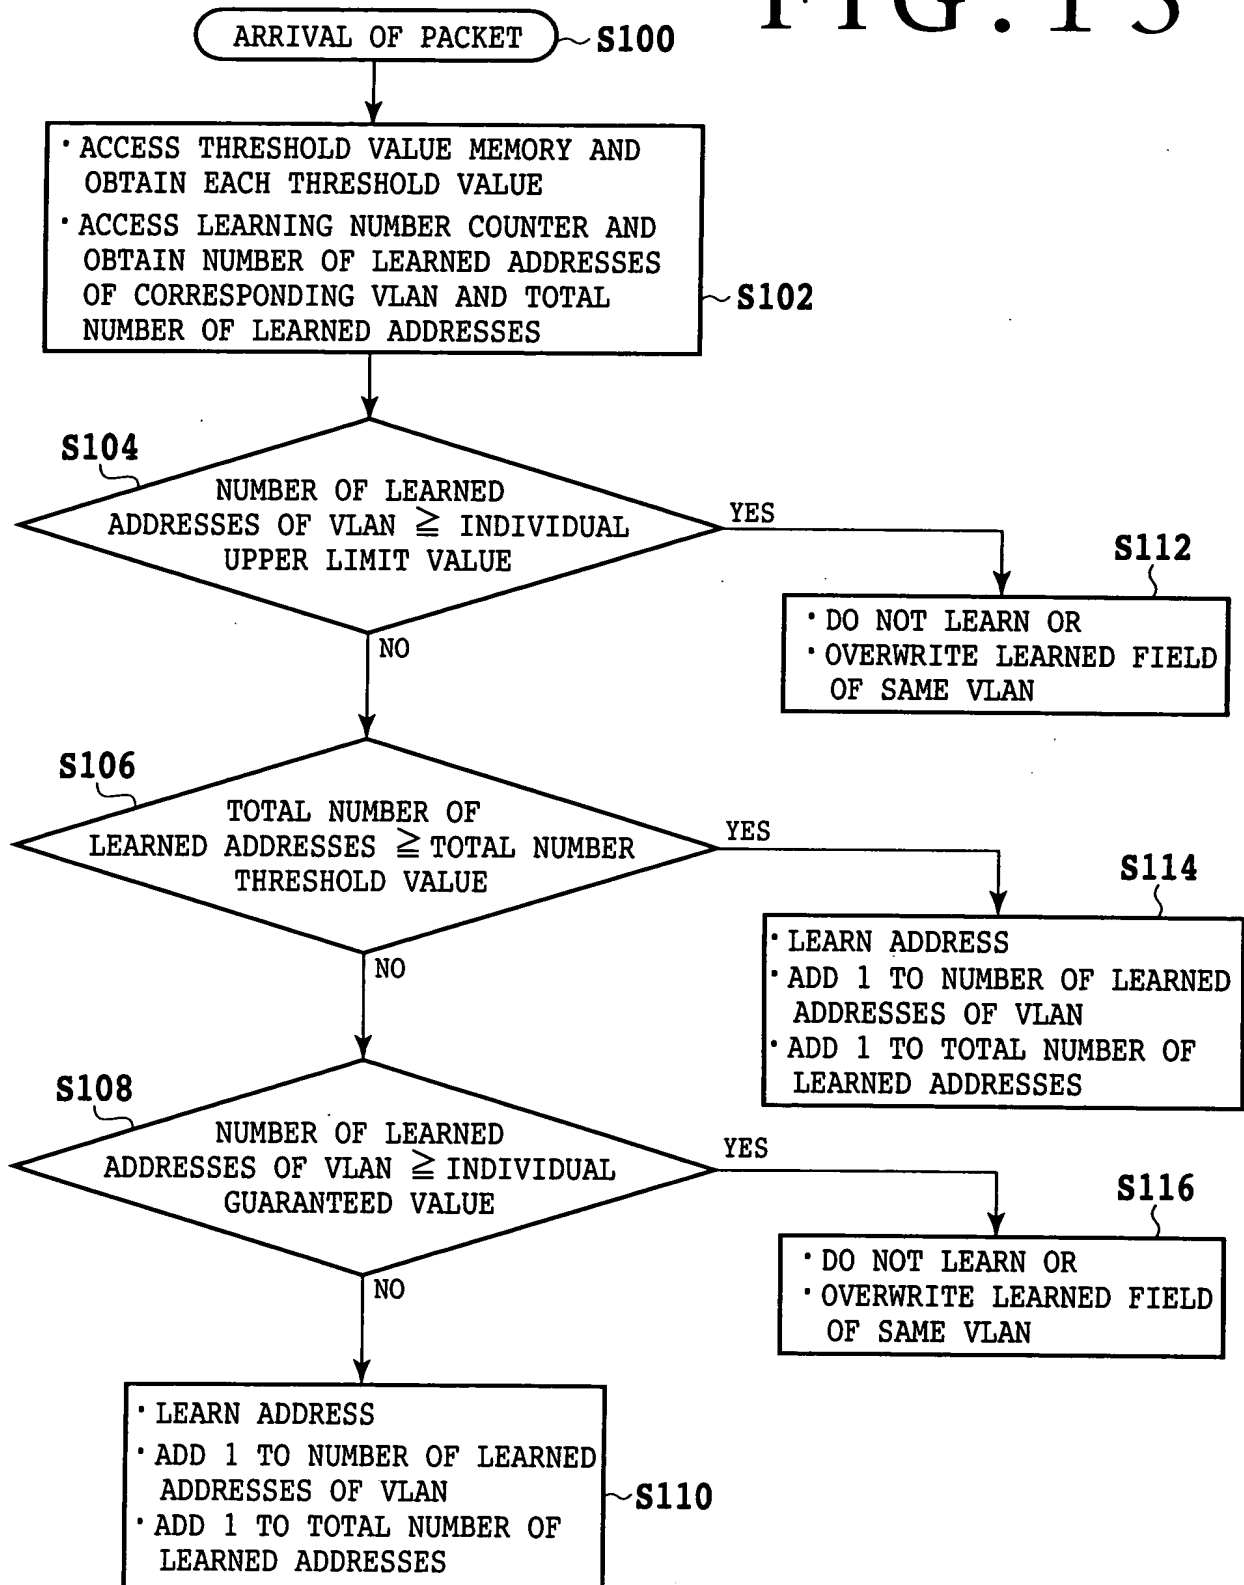 FIG.13
ARRIVAL OF PACKET
S100
・ACCESS THRESHOLD VALUE MEMORY AND
OBTAIN EACH THRESHOLD VALUE
・ACCESS LEARNING NUMBER COUNTER AND
OBTAIN NUMBER OF LEARNED ADDRESSES
OF CORRESPONDING VLAN AND TOTAL
NUMBER OF LEARNED ADDRESSES
S102
S104
NUMBER OF LEARNED
ADDRESSES OF VLAN ≧ INDIVIDUAL
UPPER LIMIT VALUE
YES
NO
S112
・DO NOT LEARN OR
・OVERWRITE LEARNED FIELD
OF SAME VLAN
S106
TOTAL NUMBER OF
LEARNED ADDRESSES ≧ TOTAL NUMBER
THRESHOLD VALUE
YES
NO
S114
・LEARN ADDRESS
・ADD 1 TO NUMBER OF LEARNED
ADDRESSES OF VLAN
・ADD 1 TO TOTAL NUMBER OF
LEARNED ADDRESSES
S108
NUMBER OF LEARNED
ADDRESSES OF VLAN ≧ INDIVIDUAL
GUARANTEED VALUE
YES
NO
S116
・DO NOT LEARN OR
・OVERWRITE LEARNED FIELD
OF SAME VLAN
・LEARN ADDRESS
・ADD 1 TO NUMBER OF LEARNED
ADDRESSES OF VLAN
・ADD 1 TO TOTAL NUMBER OF
LEARNED ADDRESSES
S110